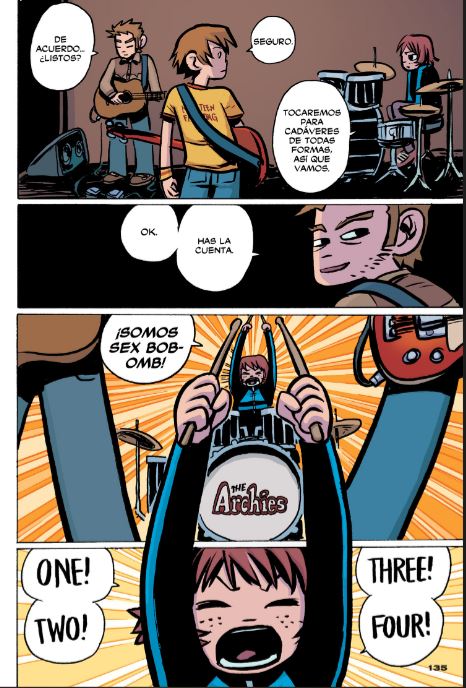 DE
ACUERDO...
¿LISTOS?
SEGURO.
TOCAREMOS
PARA
CADÁVERES
DE TODAS
FORMAS,
ASÍ QUE
VAMOS.
OK.
HAS LA
CUENTA.
¡SOMOS
SEX BOB-
OMB!
THE
Archies
ONE!
TWO!
THREE!
FOUR!
135